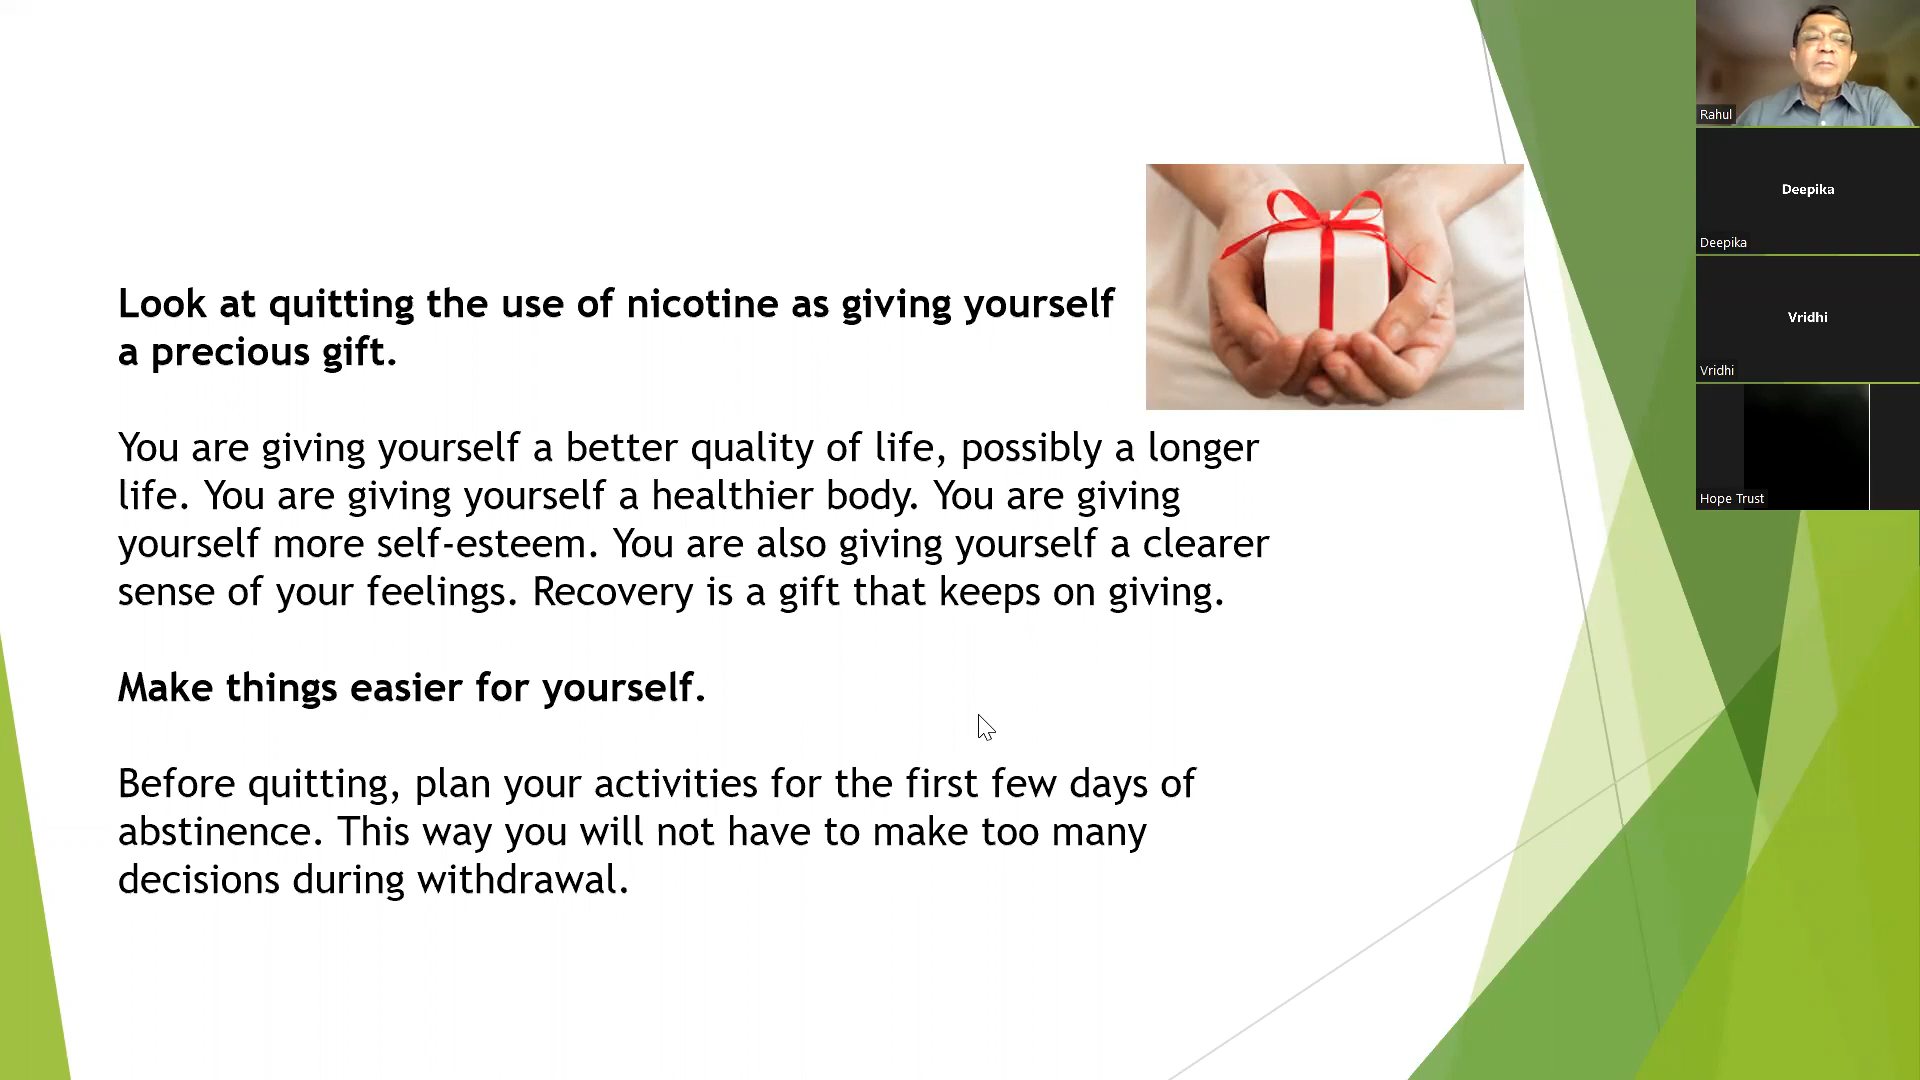 Look at quitting the use of nicotine as giving yourself
a precious gift.
You are giving yourself a better quality of life, possibly a longer
life. You are giving yourself a healthier body. You are giving
yourself more self-esteem. You are also giving yourself a clearer
sense of your feelings. Recovery is a gift that keeps on giving.
Make things easier for yourself.
Before quitting, plan your activities for the first few days of
abstinence. This way you will not have to make too many
decisions during withdrawal.
Rahul
Deepika
Deepika
Vridhi
Vridhi
Hope Trust